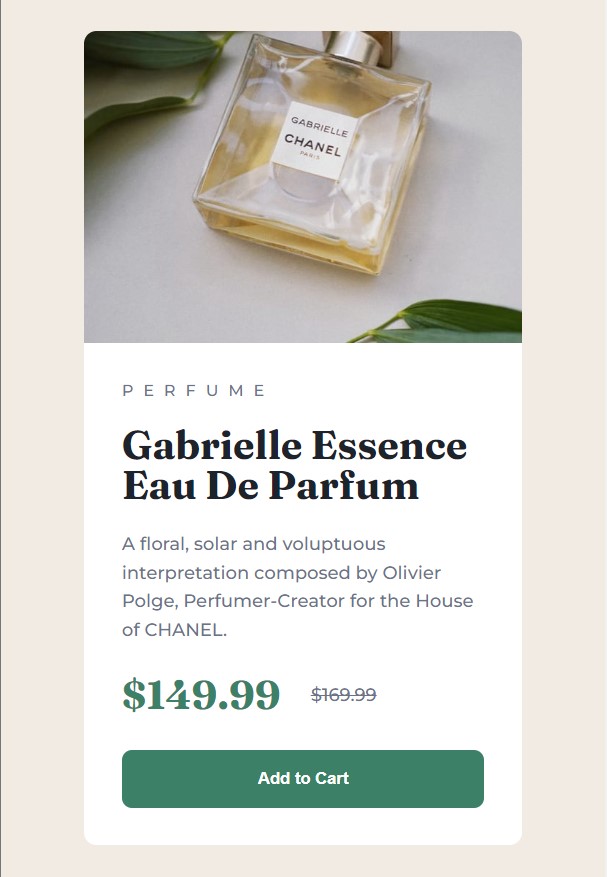 GABRIELLE
CHANEL
PARIS
PERFUME
Gabrielle Essence
Eau De Parfum
A floral, solar and voluptuous
interpretation composed by Olivier
Polge, Perfumer-Creator for the House
of CHANEL.
$149.99 $169.99
Add to Cart